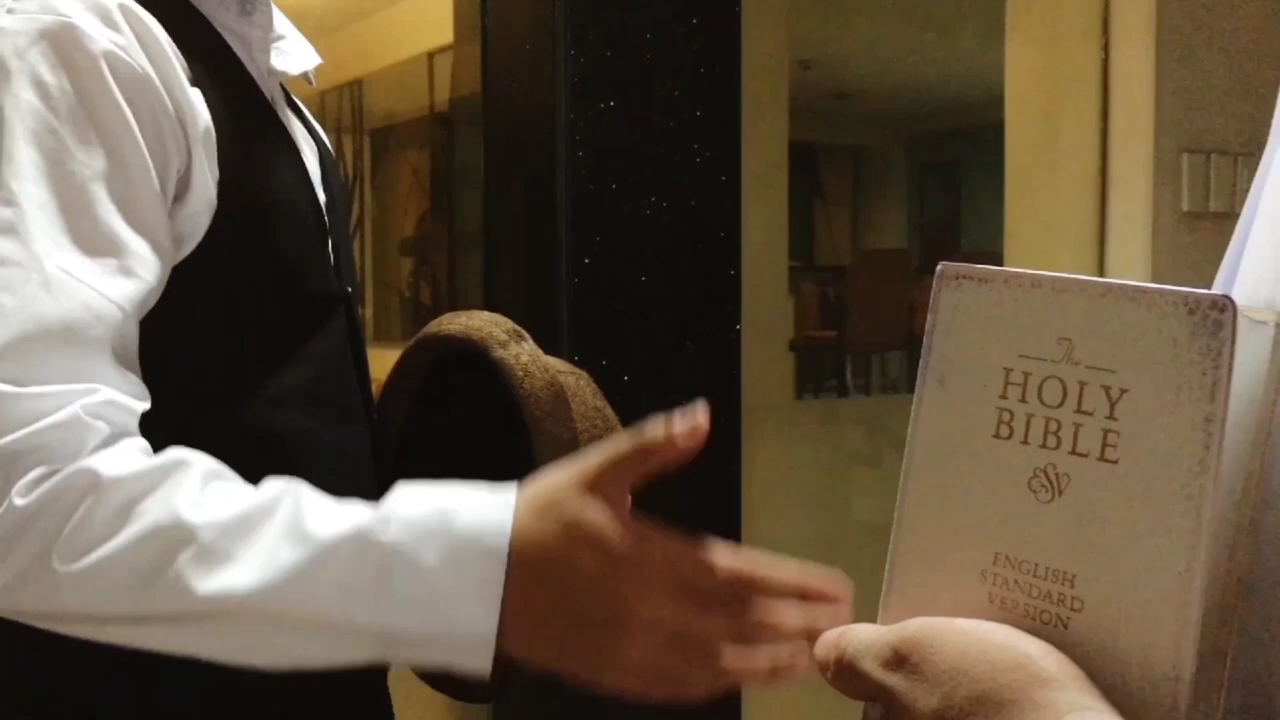 The
HOLY
BIBLE
ESV
ENGLISH
STANDARD
VERSION